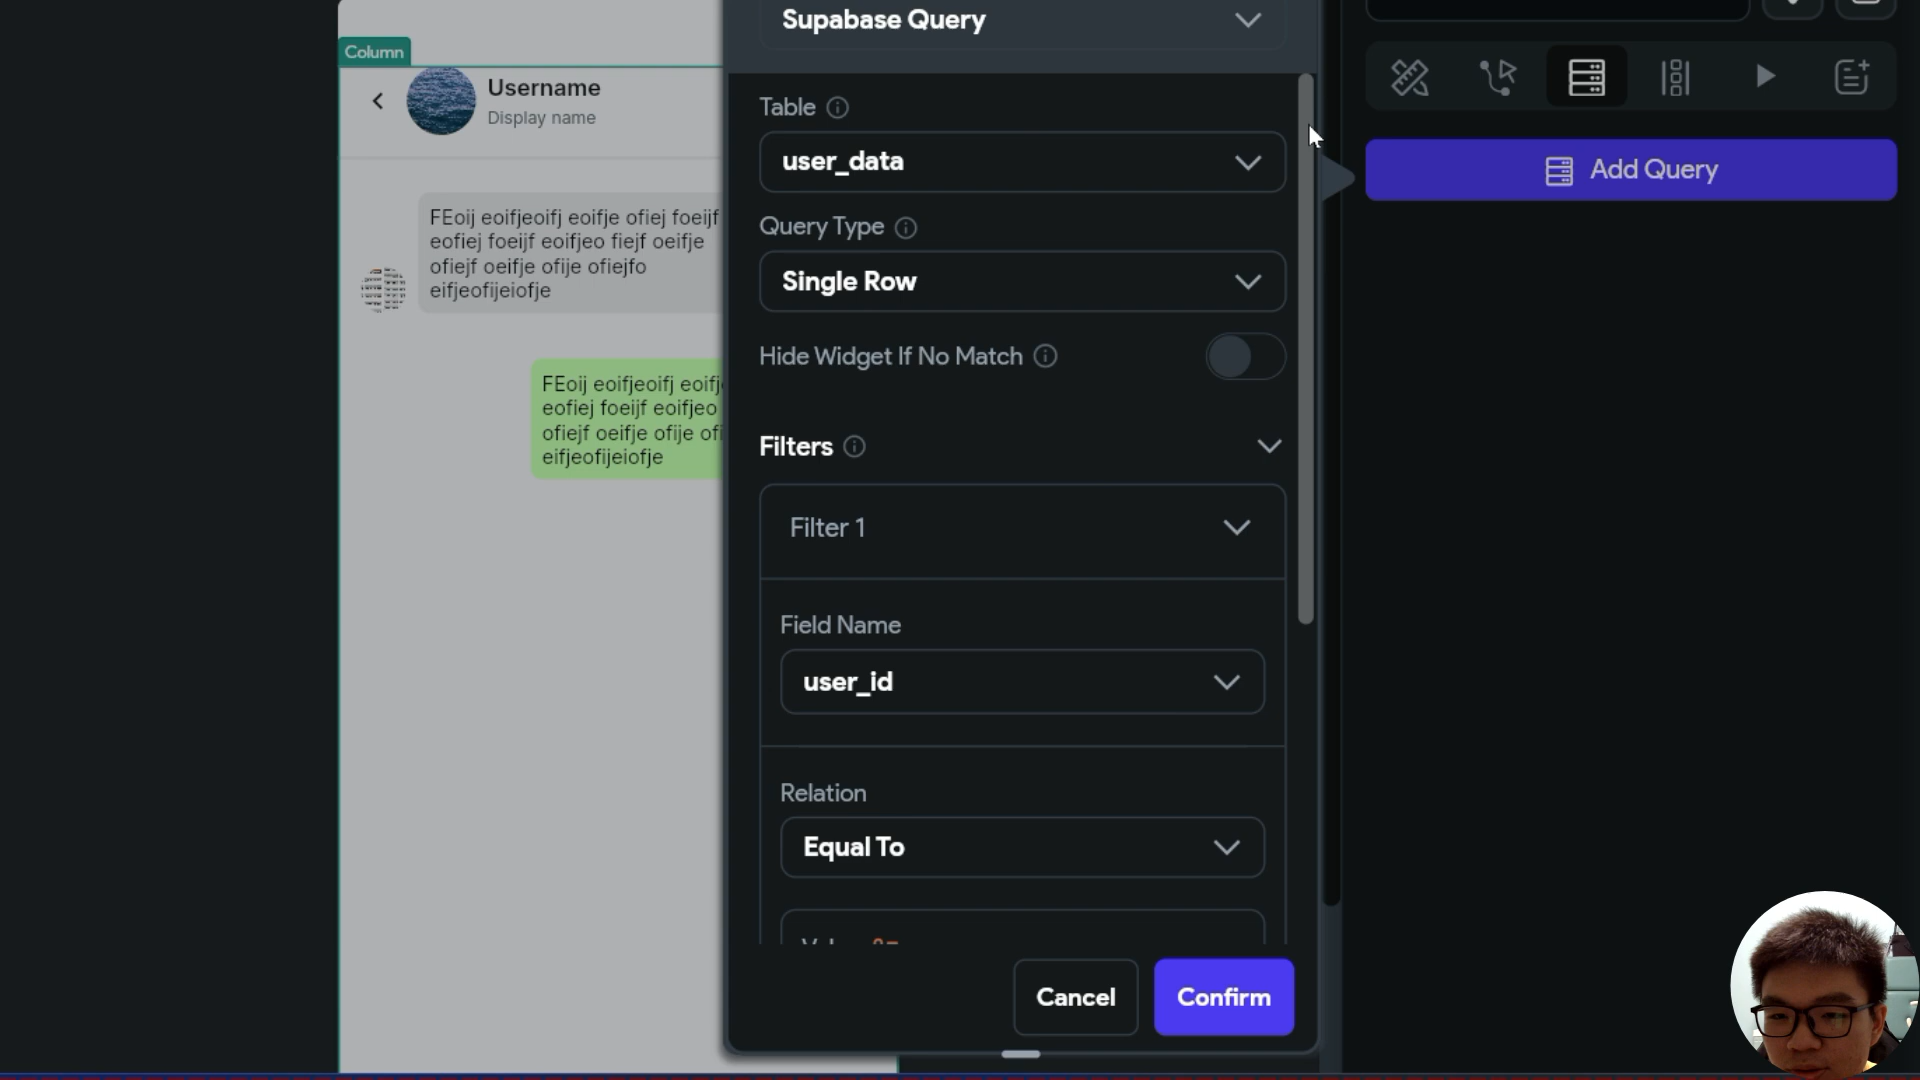 Supabase Query
Column
Username
Display name
FEoij eoifjeoifj eoifje ofiej foeijf
eofiej foeijf eoifjeo fiejf oeifje
ofiejf oeifje ofije ofiejfo
eifjeofijeiofje
FEoij eoifjeoifj
eofiej foeijf eoifjeo
ofiejf oeifje ofije
eifjeofijeiofje
Table
user_data
Query Type
Single Row
Hide Widget If No Match
Filters
Filter 1
Field Name
user_id
Relation
Equal To
Cancel
Confirm
Add Query